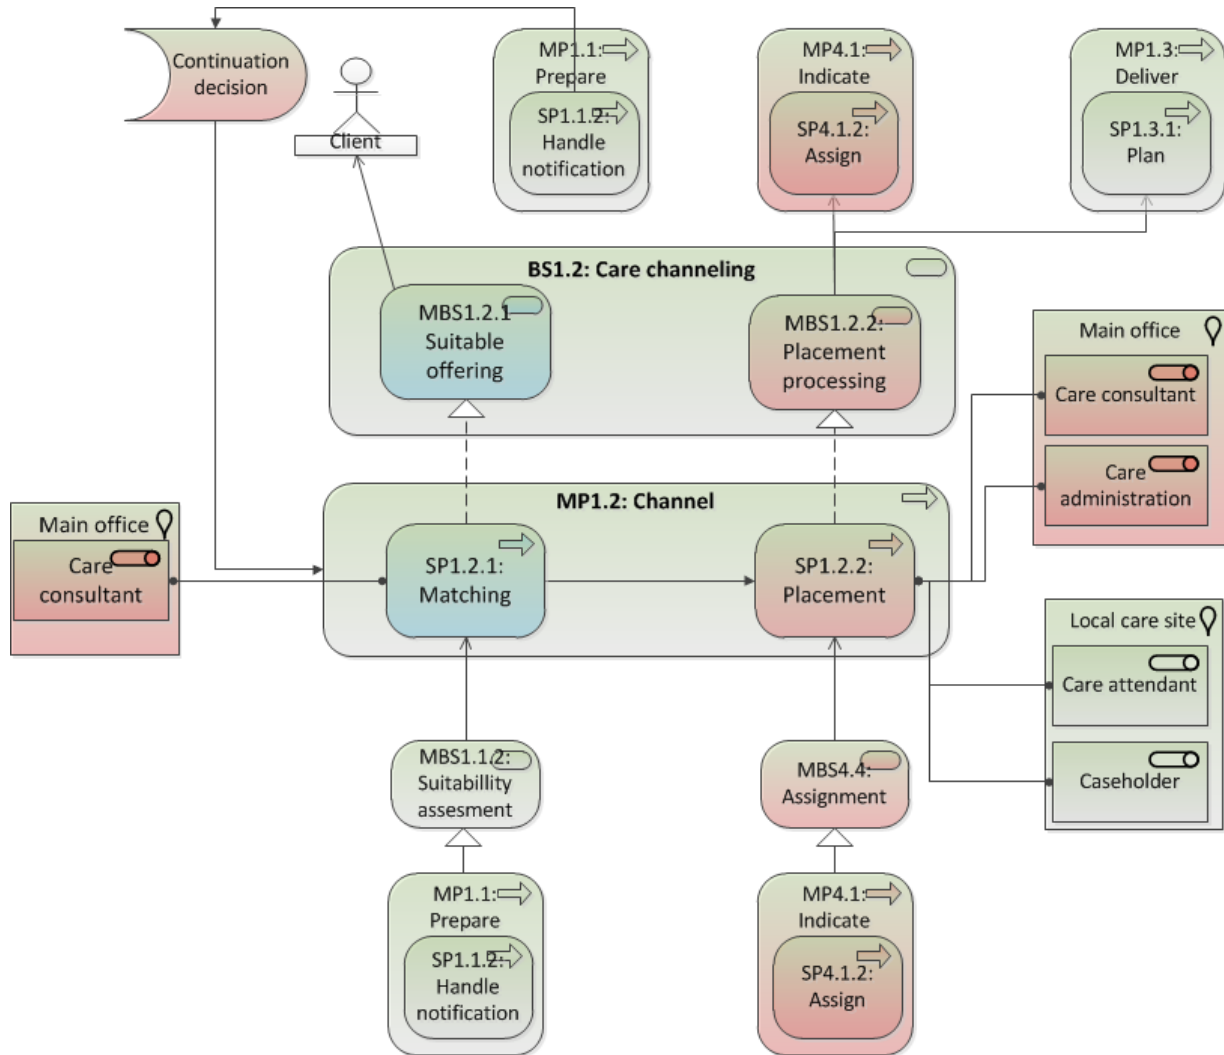 Continuation
decision
Client
MP1.1:
Prepare
SP1.1.2:
Handle
notification
MP4.1:
Indicate
SP4.1.2:
Assign
MP1.3:
Deliver
SP1.3.1:
Plan
BS1.2: Care channeling
MBS1.2.1
Suitable
offering
MBS1.2.2:
Placement
processing
Main office
Care consultant
Care
administration
MP1.2: Channel
Main office
Care
consultant
SP1.2.1:
Matching
SP1.2.2:
Placement
Local care site
Care attendant
Caseholder
MBS1.1.2:
Suitabillity
assesment
MBS4.4:
Assignment
MP1.1:
Prepare
SP1.1.2:
Handle
notification
MP4.1:
Indicate
SP4.1.2:
Assign